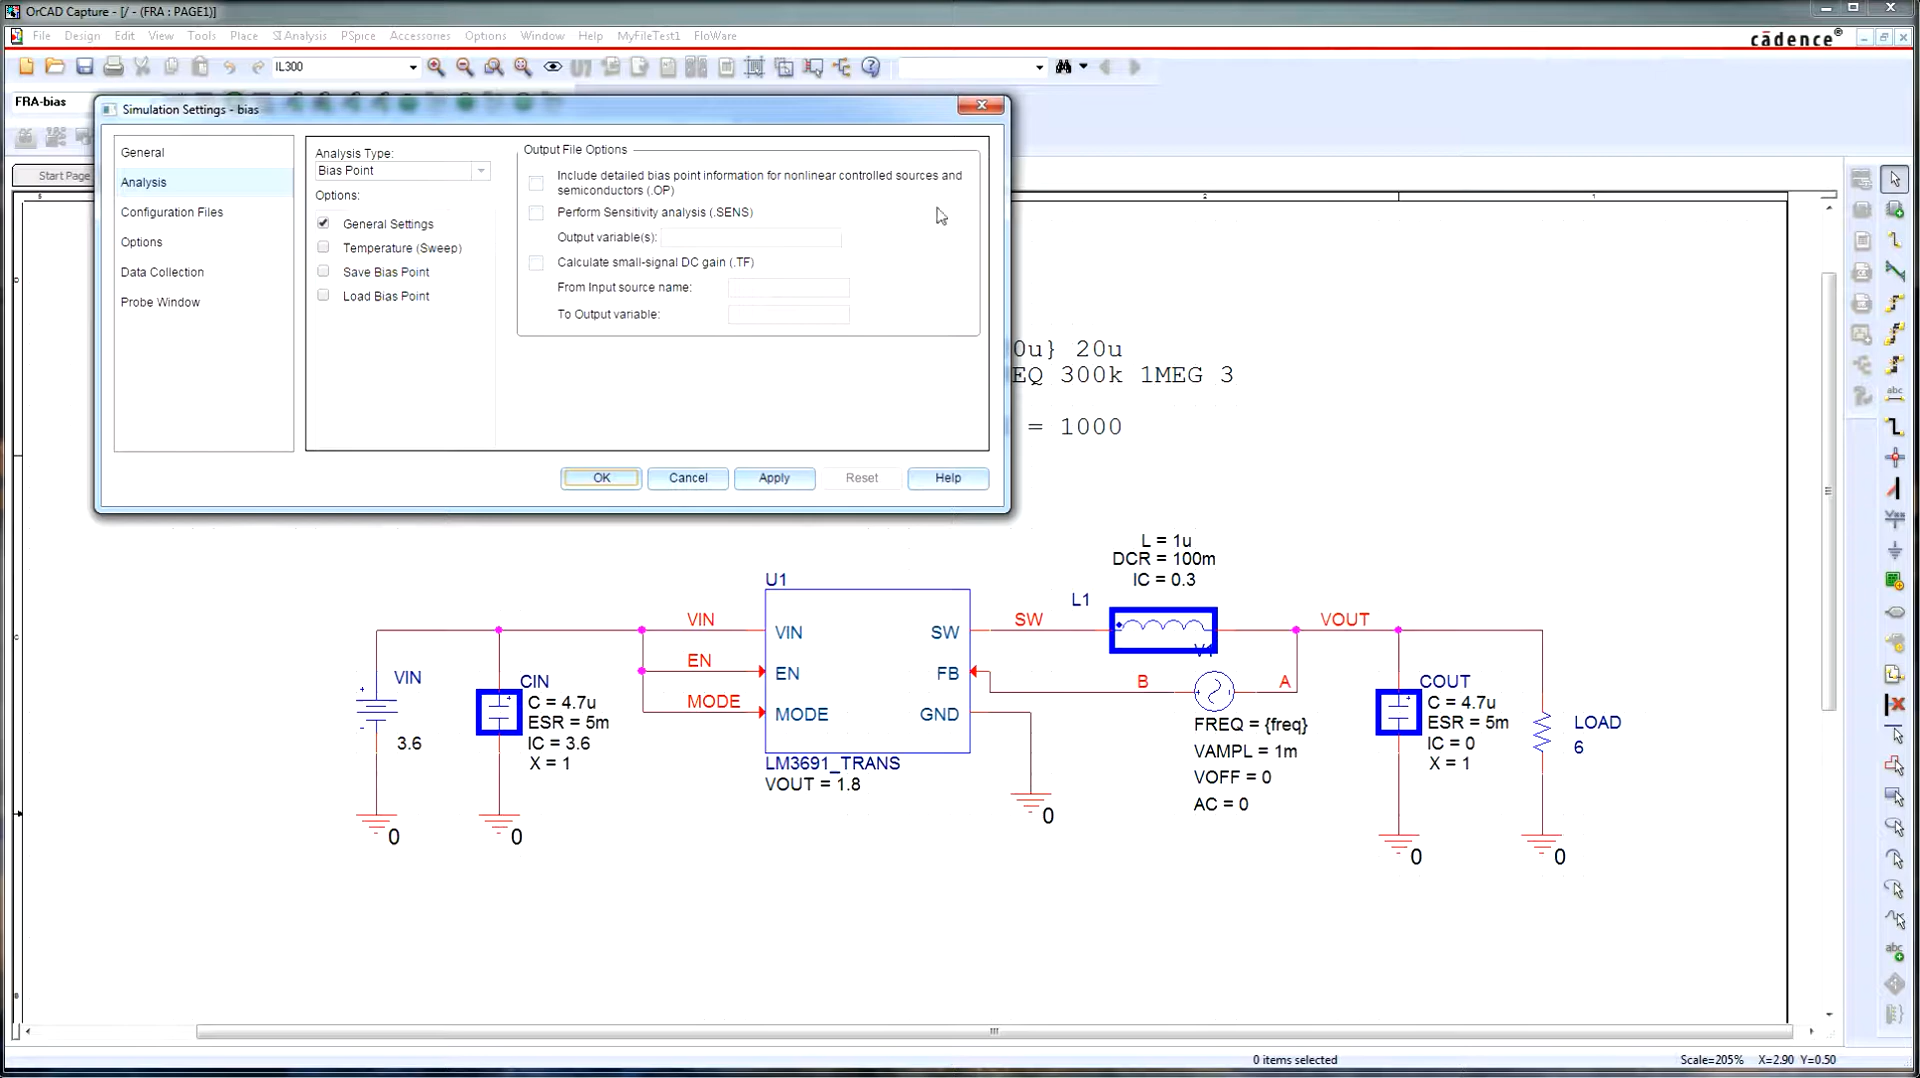 OrCAD Capture - [/ - (FRA : PAGE1)]
File Design Edit View Tools Place SI Analysis PSpice Accessories Options Window Help MyFileTest1 FloWare
cādence®
IL300
FRA-bias
Simulation Settings - bias
Start Page
General
Analysis
Configuration Files
Options
Data Collection
Probe Window
Analysis Type:
Bias Point
Options:
General Settings
Temperature (Sweep)
Save Bias Point
Load Bias Point
Output File Options
Include detailed bias point information for nonlinear controlled sources and
semiconductors (.OP)
Perform Sensitivity analysis (.SENS)
Output variable(s):
Calculate small-signal DC gain (.TF)
From Input source name:
To Output variable:
OK Cancel Apply Reset Help
0u} 20u
EQ 300k 1MEG 3
= 1000
L = 1u
DCR = 100m
IC = 0.3
L1
U1
VIN
VIN
SW
SW
VOUT
EN
EN
FB
B
A
MODE
MODE
GND
LM3691_TRANS
VOUT = 1.8
VIN
3.6
0
CIN
C = 4.7u
ESR = 5m
IC = 3.6
X = 1
0
0
FREQ = {freq}
VAMPL = 1m
VOFF = 0
AC = 0
COUT
C = 4.7u
ESR = 5m
IC = 0
X = 1
0
LOAD
6
0
0 items selected
Scale=205% X=2.90 Y=0.50